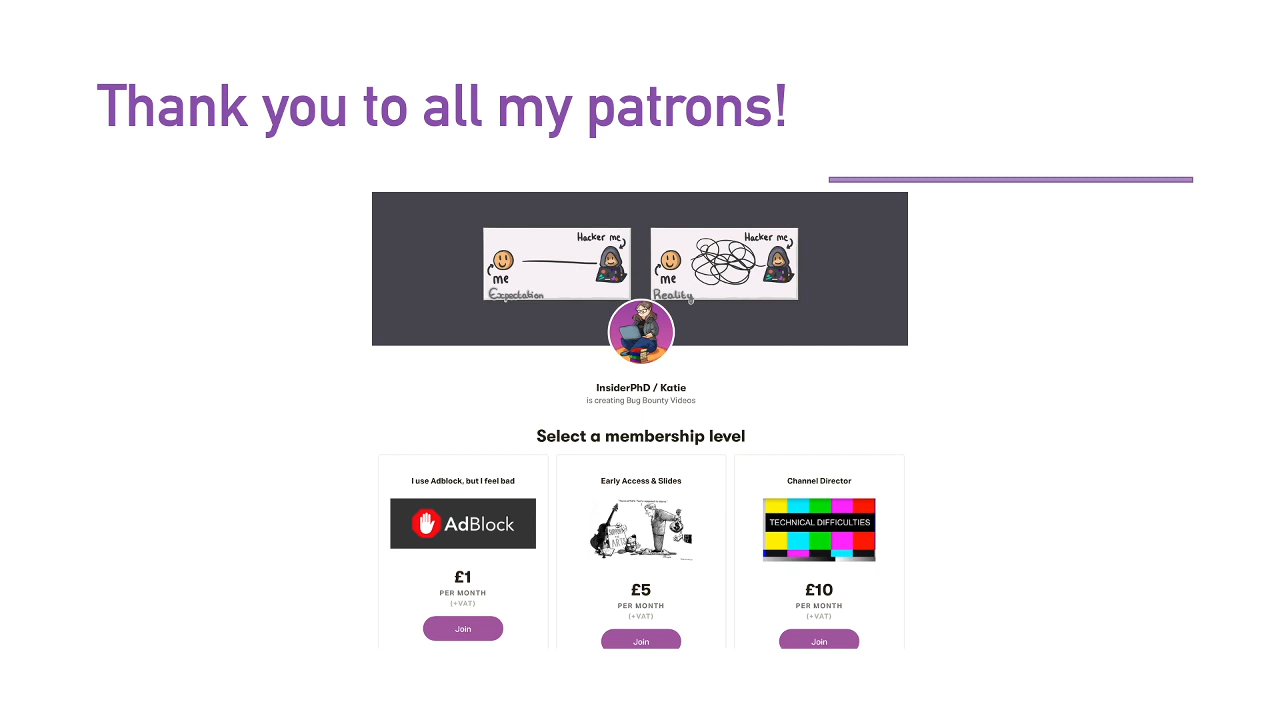 Thank you to all my patrons!
Hacker me
me
Expectation
Hacker me
me
Reality
InsiderPhD / Katie
is creating Bug Bounty Videos
Select a membership level
I use Adblock, but I feel bad
AdBlock
£1
PER MONTH
(+VAT)
Join
Early Access & Slides
£5
PER MONTH
(+VAT)
Join
Channel Director
TECHNICAL DIFFICULTIES
£10
PER MONTH
(+VAT)
Join